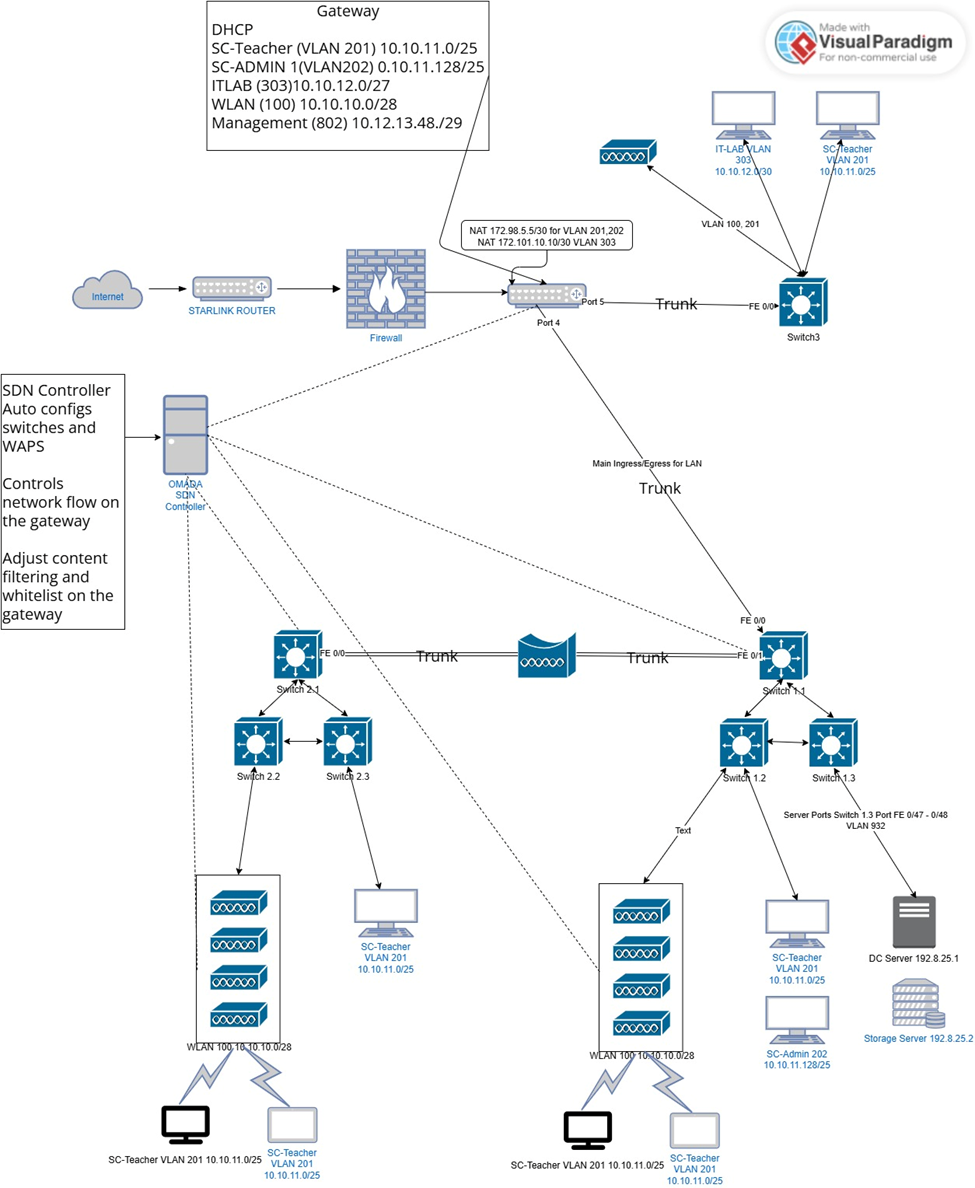 Gateway
DHCP
SC-Teacher (VLAN 201) 10.10.11.0/25
SC-ADMIN 1(VLAN202) 0.10.11.128/25
ITLAB (303)10.10.12.0/27
WLAN (100) 10.10.10.0/28
Management (802) 10.12.13.48./29
Made with
VisualParadigm
For non-commercial use
IT-LAB VLAN
303
10.10.12.0/30
SC-Teacher
VLAN 201
10.10.11.0/25
VLAN 100, 201
NAT 172.98.5.5/30 for VLAN 201,202
NAT 172.101.10.10/30 VLAN 303
Internet
STARLINK ROUTER
Firewall
Port 5
Trunk
FE 0/0
Switch3
Port 4
SDN Controller
Auto configs
switches and
WAPS
Controls
network flow on
the gateway
Adjust content
filtering and
whitelist on the
gateway
OMADA
SDN
Controller
Main Ingress/Egress for LAN
Trunk
FE 0/0
FE 0/0
Trunk
Trunk
FE 0/1
Switch 2.1
Switch 1.1
Switch 2.2
Switch 2.3
Switch 1.2
Switch 1.3
Text
Server Ports Switch 1.3 Port FE 0/47 - 0/48
VLAN 932
SC-Teacher
VLAN 201
10.10.11.0/25
SC-Teacher
VLAN 201
10.10.11.0/25
DC Server 192.8.25.1
Storage Server 192.8.25.2
SC-Admin 202
10.10.11.128/25
WLAN 100 10.10.10.0/28
WLAN 100 10.10.10.0/28
SC-Teacher VLAN 201 10.10.11.0/25
SC-Teacher
VLAN 201
10.10.11.0/25
SC-Teacher VLAN 201 10.10.11.0/25
SC-Teacher
VLAN 201
10.10.11.0/25